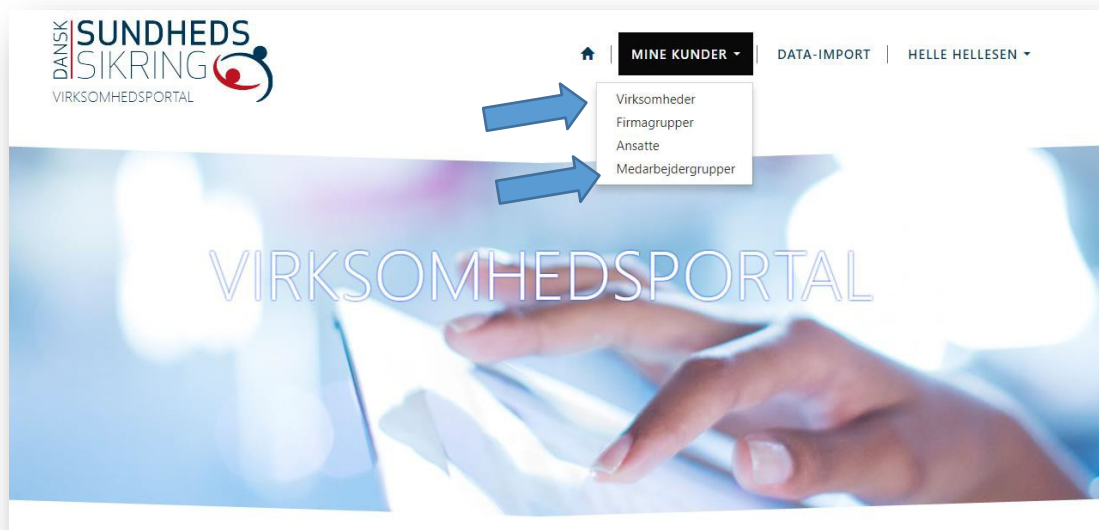 DANSK
SUNDHEDS
SIKRING
VIRKSOMHEDSPORTAL
MINE KUNDER
DATA-IMPORT
HELLE HELLESEN
Virksomheder
Firmagrupper
Ansatte
Medarbejdergrupper
VIRKSOMHEDSPORTAL